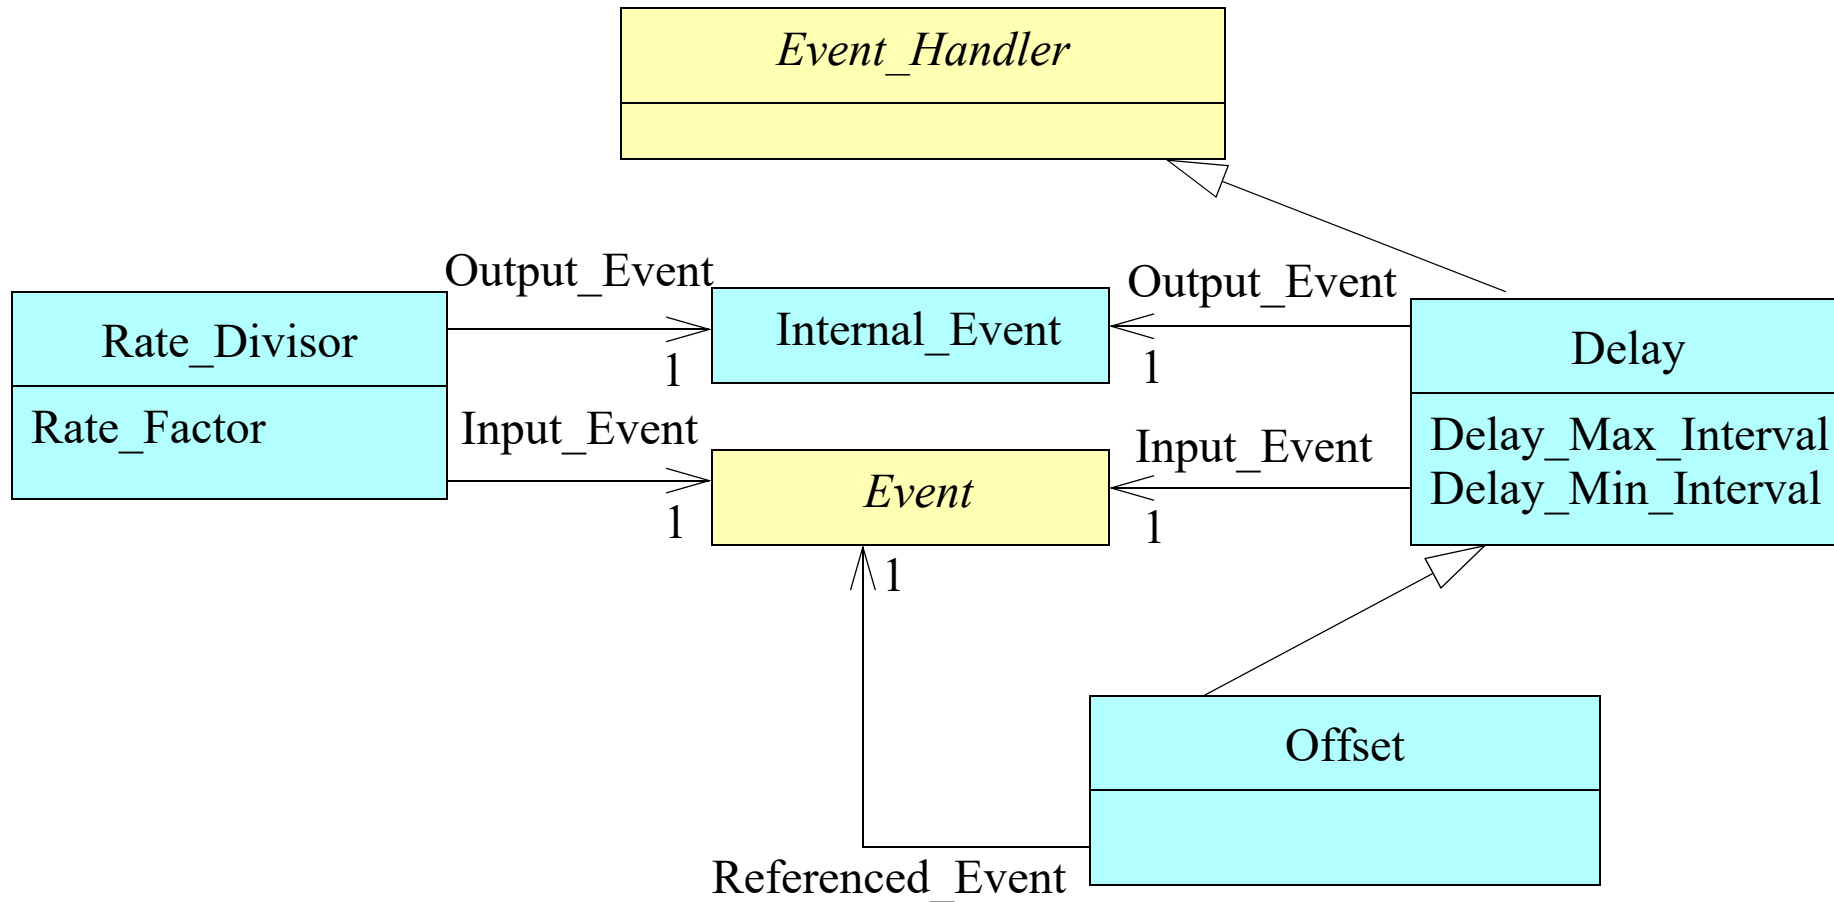 Event_Handler
Output_Event
Output_Event
Rate_Divisor
Internal_Event
Delay
1
1
Rate_Factor
Input_Event
Input_Event
Delay_Max_Interval
Event
Delay_Min_Interval
1
1
1
Offset
Referenced_Event